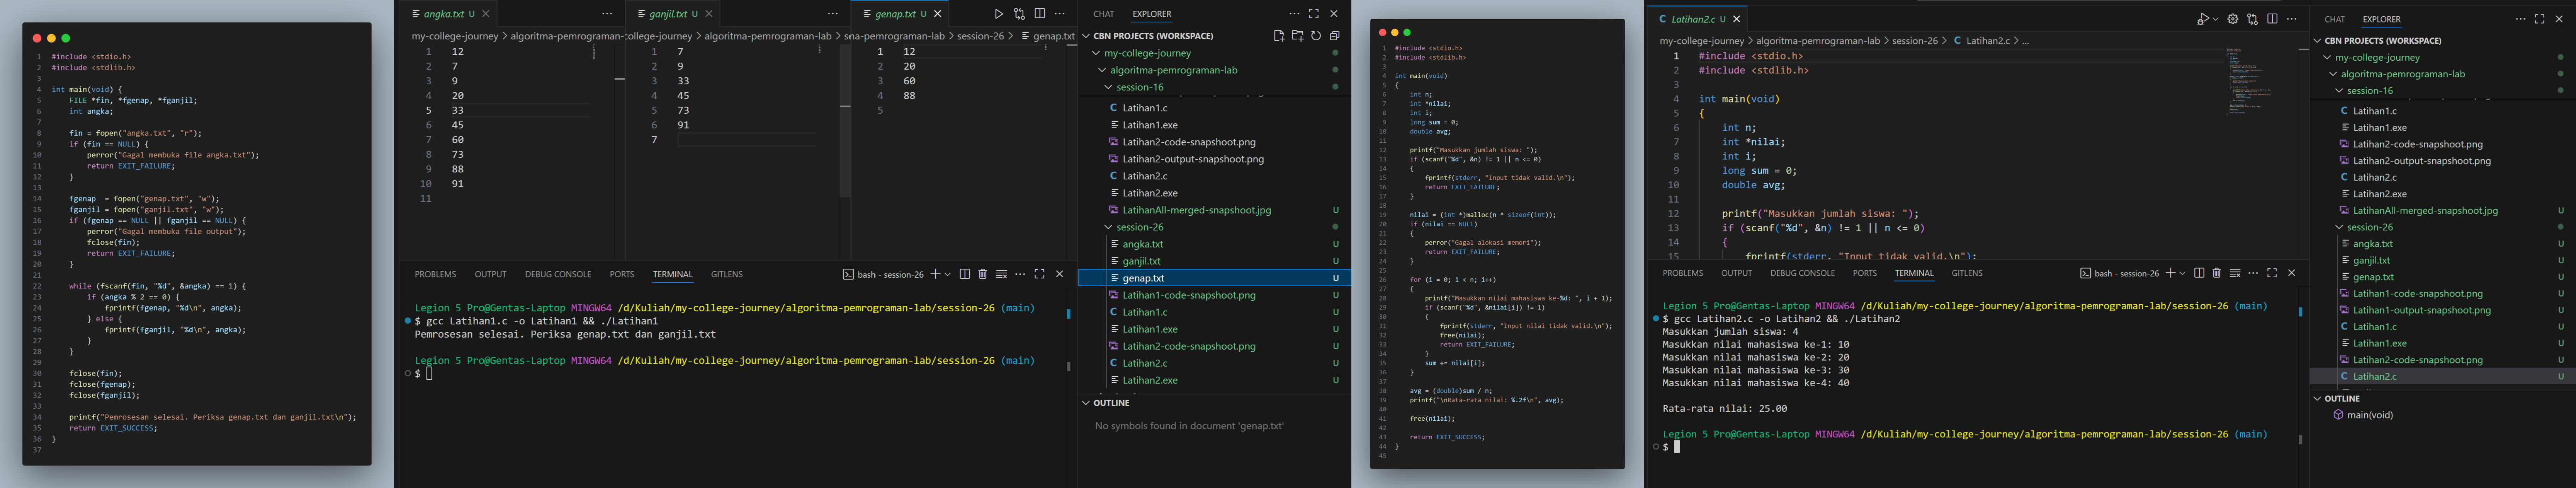 1 #include <stdio.h>
2 #include <stdlib.h>
3
4 int main(void) {
5     FILE *fin, *fgenap, *fganjil;
6     int angka;
7
8     fin = fopen("angka.txt", "r");
9     if (fin == NULL) {
10         perror("Gagal membuka file angka.txt");
11         return EXIT_FAILURE;
12     }
13
14     fgenap  = fopen("genap.txt", "w");
15     fganjil = fopen("ganjil.txt", "w");
16     if (fgenap == NULL || fganjil == NULL) {
17         perror("Gagal membuka file output");
18         fclose(fin);
19         return EXIT_FAILURE;
20     }
21
22     while (fscanf(fin, "%d", &angka) == 1) {
23         if (angka % 2 == 0) {
24             fprintf(fgenap, "%d\n", angka);
25         } else {
26             fprintf(fganjil, "%d\n", angka);
27         }
28     }
29
30     fclose(fin);
31     fclose(fgenap);
32     fclose(fganjil);
33
34     printf("Pemrosesan selesai. Periksa genap.txt dan ganjil.txt\n");
35     return EXIT_SUCCESS;
36 }
37
angka.txt U
my-college-journey > algoritma-pemrograman-
1 12
2 7
3 9
4 20
5 33
6 45
7 60
8 73
9 88
10 91
11
ganjil.txt U
college-journey > algoritma-pemrograman-lab >
1 7
2 9
3 33
4 45
5 73
6 91
7
genap.txt U
sna-pemrograman-lab > session-26 > genap.txt
1 12
2 20
3 60
4 88
5
PROBLEMS OUTPUT DEBUG CONSOLE PORTS TERMINAL GITLENS
bash - session-26
Legion 5 Pro@Gentas-Laptop MINGW64 /d/Kuliah/my-college-journey/algoritma-pemrograman-lab/session-26 (main)
$ gcc Latihan1.c -o Latihan1 && ./Latihan1
Pemrosesan selesai. Periksa genap.txt dan ganjil.txt
Legion 5 Pro@Gentas-Laptop MINGW64 /d/Kuliah/my-college-journey/algoritma-pemrograman-lab/session-26 (main)
$
CHAT EXPLORER
CBN PROJECTS (WORKSPACE)
my-college-journey
algoritma-pemrograman-lab
session-16
Latihan1.c
Latihan1.exe
Latihan2-code-snapshoot.png
Latihan2-output-snapshoot.png
Latihan2.c
Latihan2.exe
LatihanAll-merged-snapshoot.jpg U
session-26
angka.txt U
ganjil.txt U
genap.txt U
Latihan1-code-snapshoot.png U
Latihan1.c U
Latihan1.exe U
Latihan2-code-snapshoot.png U
Latihan2.c U
Latihan2.exe U
OUTLINE
No symbols found in document 'genap.txt'
1 #include <stdio.h>
2 #include <stdlib.h>
3
4 int main(void)
5 {
6     int n;
7     int *nilai;
8     int i;
9     long sum = 0;
10     double avg;
11
12     printf("Masukkan jumlah siswa: ");
13     if (scanf("%d", &n) != 1 || n <= 0)
14     {
15         fprintf(stderr, "Input tidak valid.\n");
16         return EXIT_FAILURE;
17     }
18
19     nilai = (int *)malloc(n * sizeof(int));
20     if (nilai == NULL)
21     {
22         perror("Gagal alokasi memori");
23         return EXIT_FAILURE;
24     }
25
26     for (i = 0; i < n; i++)
27     {
28         printf("Masukkan nilai mahasiswa ke-%d: ", i + 1);
29         if (scanf("%d", &nilai[i]) != 1)
30         {
31             fprintf(stderr, "Input nilai tidak valid.\n");
32             free(nilai);
33             return EXIT_FAILURE;
34         }
35         sum += nilai[i];
36     }
37
38     avg = (double)sum / n;
39     printf("\nRata-rata nilai: %.2f\n", avg);
40
41     free(nilai);
42
43     return EXIT_SUCCESS;
44 }
45
Latihan2.c U
my-college-journey > algoritma-pemrograman-lab > session-26 > Latihan2.c > ...
1 #include <stdio.h>
2 #include <stdlib.h>
3
4 int main(void)
5 {
6     int n;
7     int *nilai;
8     int i;
9     long sum = 0;
10     double avg;
11
12     printf("Masukkan jumlah siswa: ");
13     if (scanf("%d", &n) != 1 || n <= 0)
14     {
15         fprintf(stderr, "Input tidak valid.\n");
PROBLEMS OUTPUT DEBUG CONSOLE PORTS TERMINAL GITLENS
bash - session-26
Legion 5 Pro@Gentas-Laptop MINGW64 /d/Kuliah/my-college-journey/algoritma-pemrograman-lab/session-26 (main)
$ gcc Latihan2.c -o Latihan2 && ./Latihan2
Masukkan jumlah siswa: 4
Masukkan nilai mahasiswa ke-1: 10
Masukkan nilai mahasiswa ke-2: 20
Masukkan nilai mahasiswa ke-3: 30
Masukkan nilai mahasiswa ke-4: 40
Rata-rata nilai: 25.00
Legion 5 Pro@Gentas-Laptop MINGW64 /d/Kuliah/my-college-journey/algoritma-pemrograman-lab/session-26 (main)
$
CHAT EXPLORER
CBN PROJECTS (WORKSPACE)
my-college-journey
algoritma-pemrograman-lab
session-16
Latihan1.c
Latihan1.exe
Latihan2-code-snapshoot.png
Latihan2-output-snapshoot.png
Latihan2.c
Latihan2.exe
LatihanAll-merged-snapshoot.jpg U
session-26
angka.txt U
ganjil.txt U
genap.txt U
Latihan1-code-snapshoot.png U
Latihan1-output-snapshoot.png U
Latihan1.c U
Latihan1.exe U
Latihan2-code-snapshoot.png U
Latihan2.c U
OUTLINE
main(void)